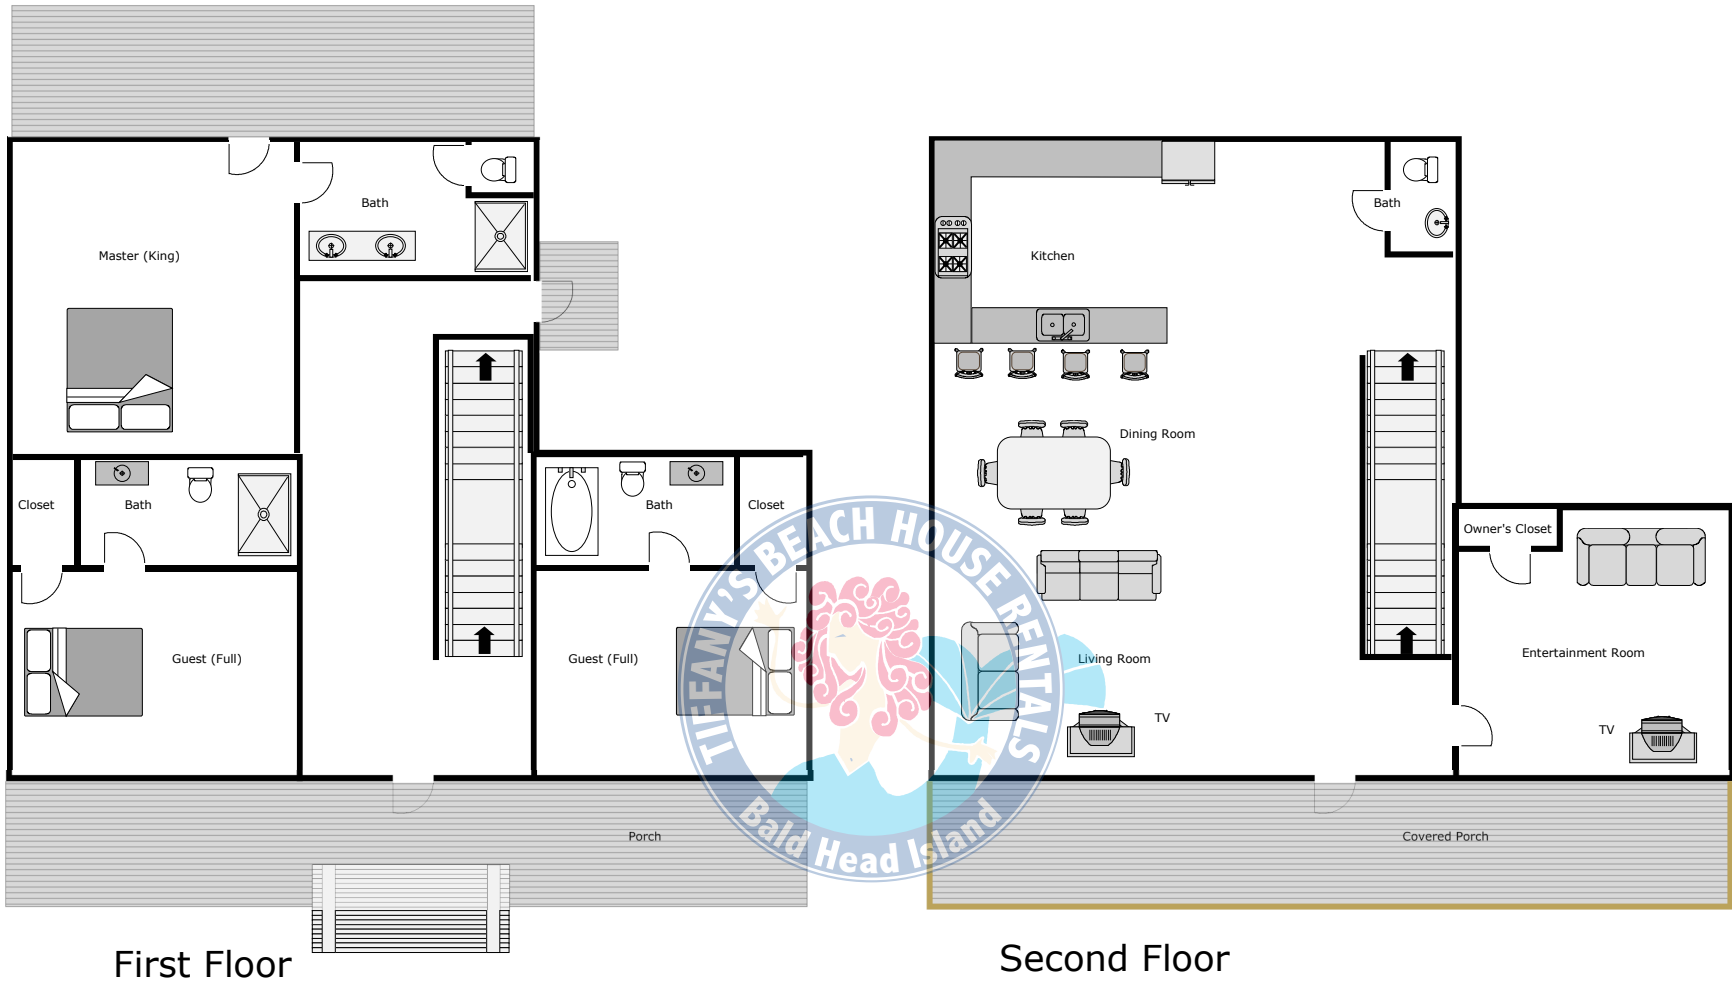 Bath
Master (King)
Closet
Bath
Bath
Closet
Guest (Full)
Guest (Full)
Porch
First Floor
Bath
Kitchen
Dining Room
Owner's Closet
Living Room
Entertainment Room
TV
TV
Covered Porch
Second Floor
TIFFANY'S BEACH HOUSE RENTALS
Bald Head Island